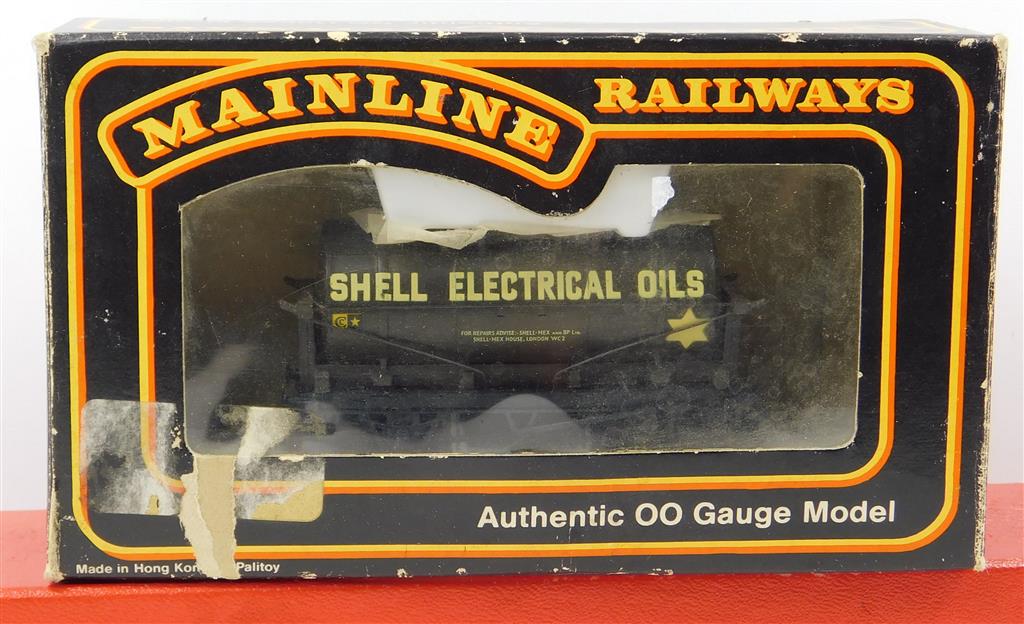 MAINLINE RAILWAYS
SHELL ELECTRICAL OILS
FOR REPAIRS ADVISE:- SHELL-MEX AND BP LTD.
SHELL-MEX HOUSE, LONDON WC2
Authentic OO Gauge Model
Made in Hong Kon Palitoy